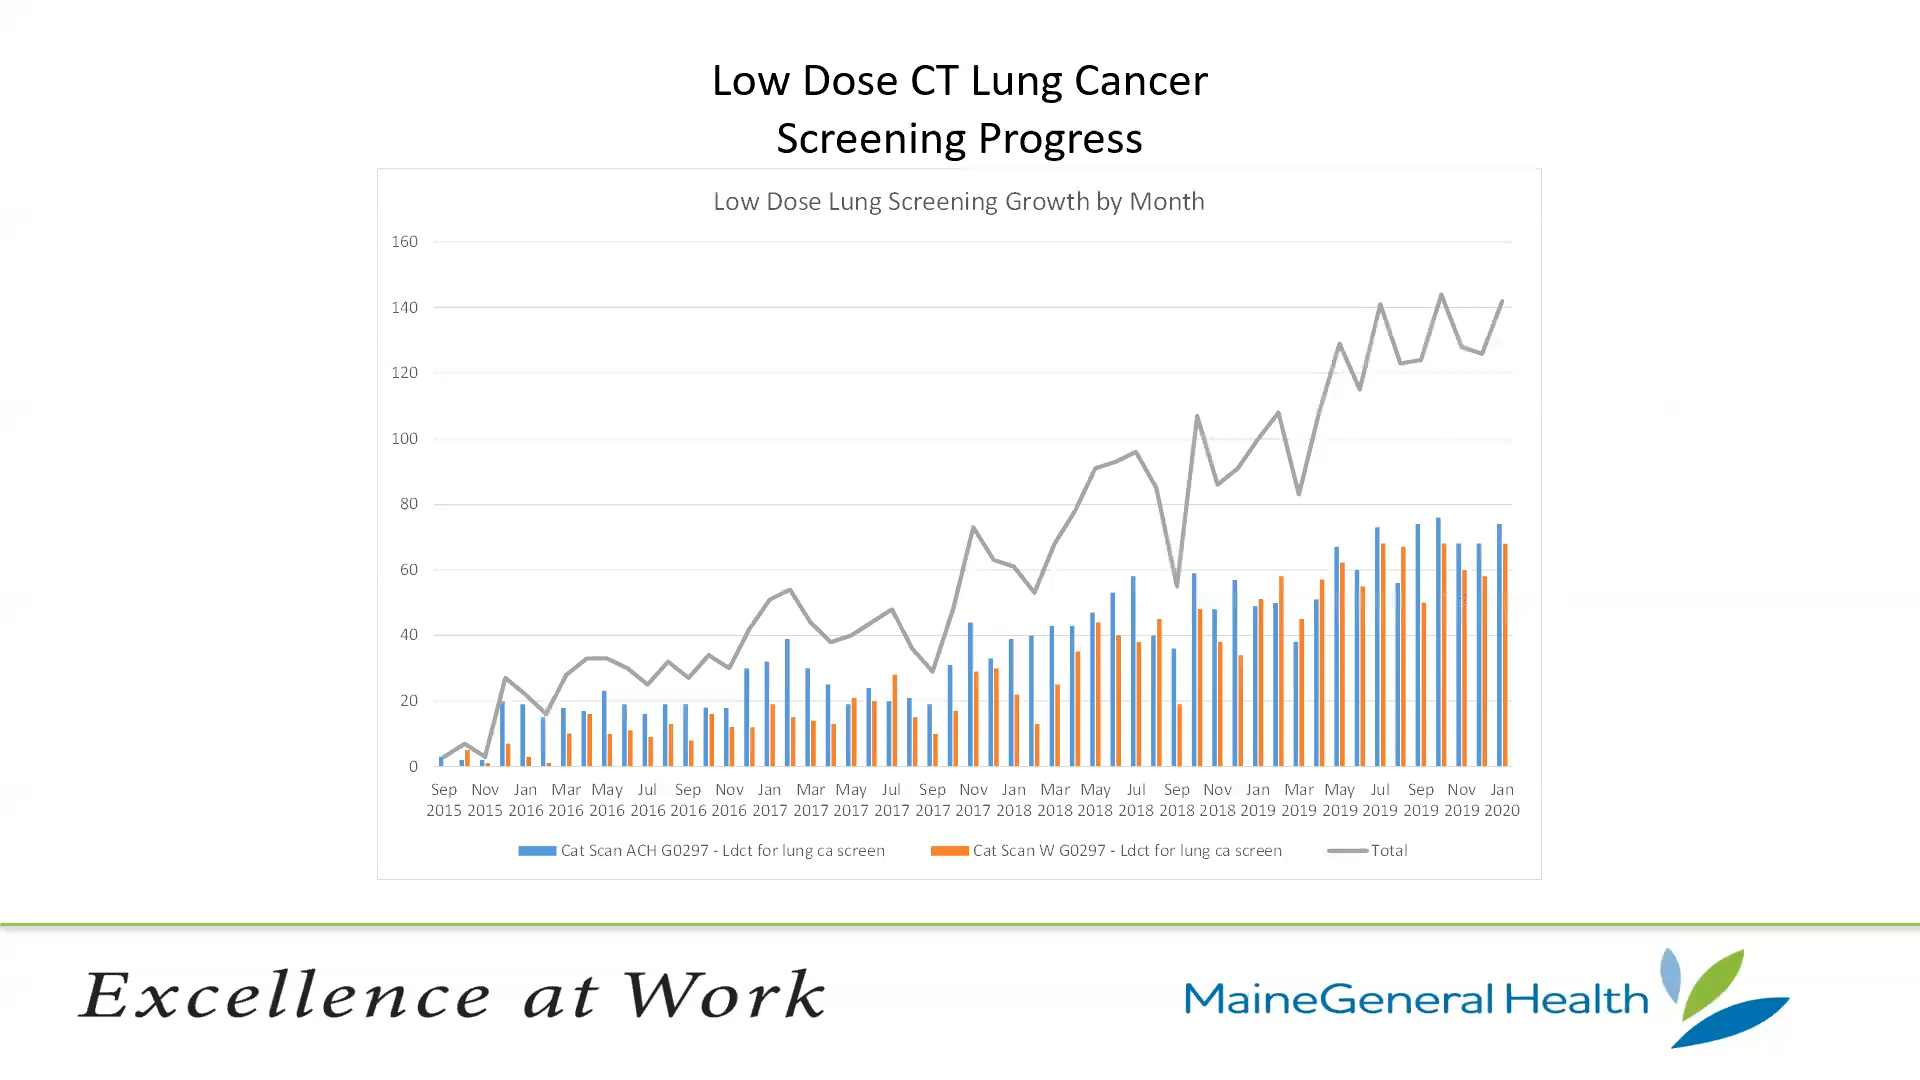 Low Dose CT Lung Cancer
Screening Progress
Low Dose Lung Screening Growth by Month
160
140
120
100
80
60
40
20
0
Sep Nov Jan Mar May Jul Sep Nov Jan Mar May Jul Sep Nov Jan Mar May Jul Sep Nov Jan Mar May Jul Sep Nov Jan
2015 2015 2016 2016 2016 2016 2016 2016 2017 2017 2017 2017 2017 2017 2018 2018 2018 2018 2018 2018 2019 2019 2019 2019 2019 2019 2020
Cat Scan ACH G0297 - Ldct for lung ca screen Cat Scan W G0297 - Ldct for lung ca screen Total
Excellence at Work
MaineGeneral Health